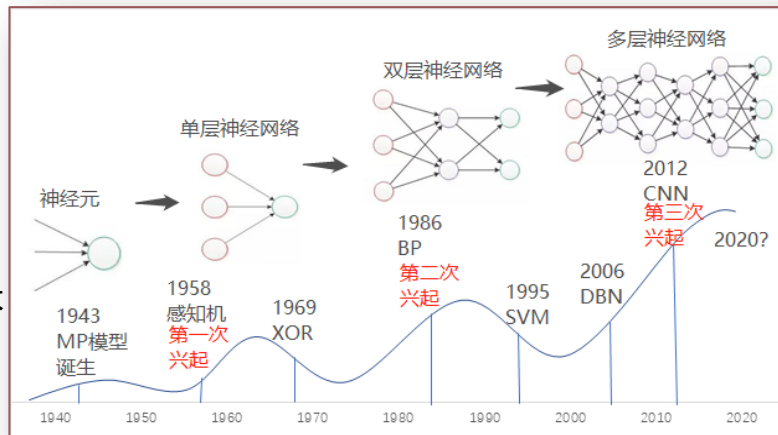 多层神经网络
双层神经网络
单层神经网络
神经元
2012
CNN
第三次
兴起
2020?
1986
BP
第二次
兴起
2006
DBN
1995
SVM
1958
感知机
第一次
兴起
1969
XOR
1943
MP模型
诞生
1940 1950 1960 1970 1980 1990 2000 2010 2020